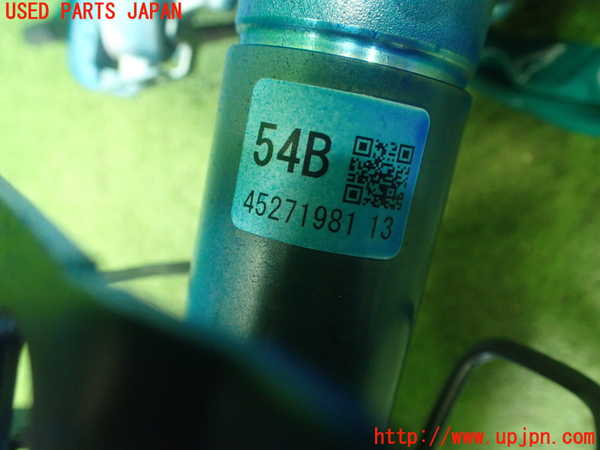 USED PARTS JAPAN
54B
45271981 13
http://www.upjpn.com/